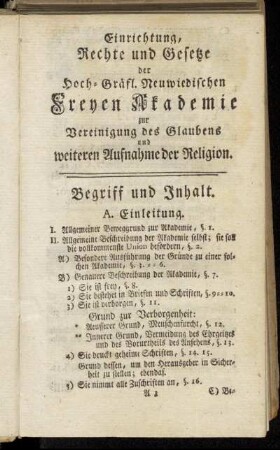 Einrichtung,
Rechte und Gesetze
der
Hoch-Gräfl. Neuwiedischen
Freyen Akademie
zur
Vereinigung des Glaubens
und
weiteren Aufnahme der Religion.
Begriff und Inhalt.
A. Einleitung.
I. Allgemeiner Bewegsgrund zur Akademie, §. 1.
II. Allgemeine Beschreibung der Akademie selbst; sie soll
die vollkommenste Union befördern, §. 2.
A) Besondere Ausführung der Gründe zu einer sol-
chen Akademie, §. 3.--6.
B) Genauere Beschreibung der Akademie, §. 7.
1) Sie ist frey, §. 8.
2) Sie bestehet in Briefen und Schriften, §. 9--10.
3) Sie ist verborgen, §. 11.
Grund zur Verborgenheit:
* Aeusserer Grund, Menschenfurcht, §. 12.
** Innerer Grund, Vermeidung des Ehrgeitzes
und des Vorurtheils des Ansehens, §. 13.
4) Sie druckt geheime Schriften, §. 14. 15.
Grund dessen, um den Herausgeber in Sicher-
heit zu stellen; ebendas.
5) Sie nimmt alle Zuschriften an, §. 16.
A 2 C) Be-